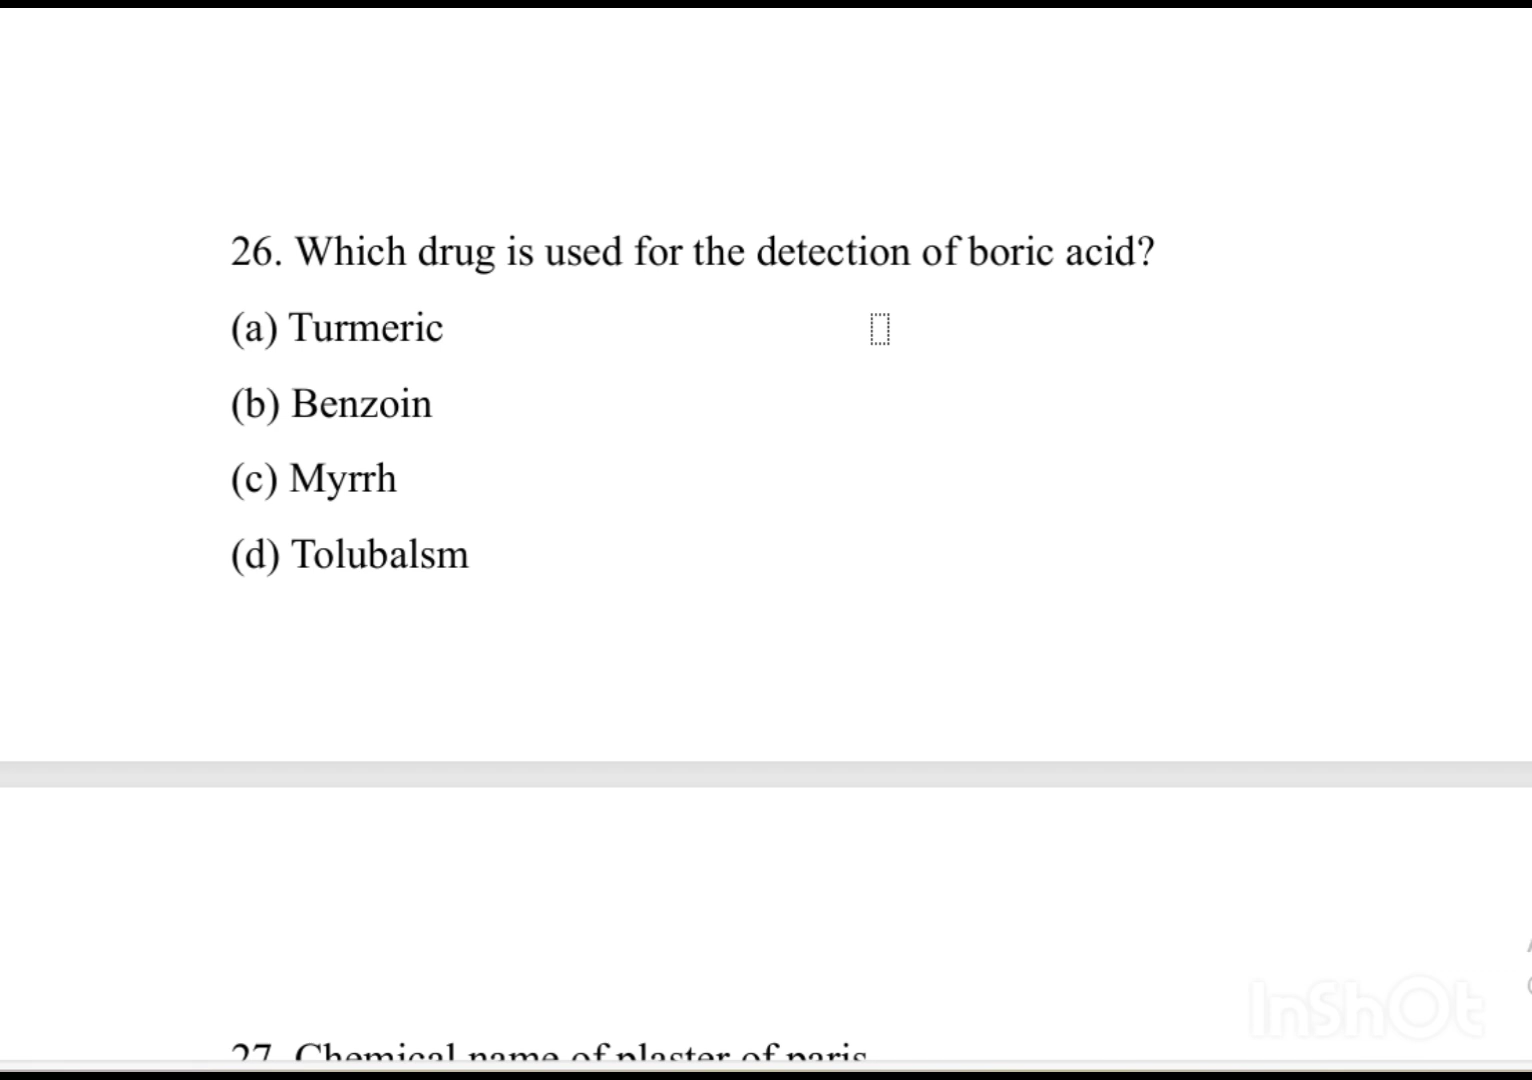 26. Which drug is used for the detection of boric acid?
(a) Turmeric
(b) Benzoin
(c) Myrrh
(d) Tolubalsm
InShOt
27. Chemical name of plaster of paris